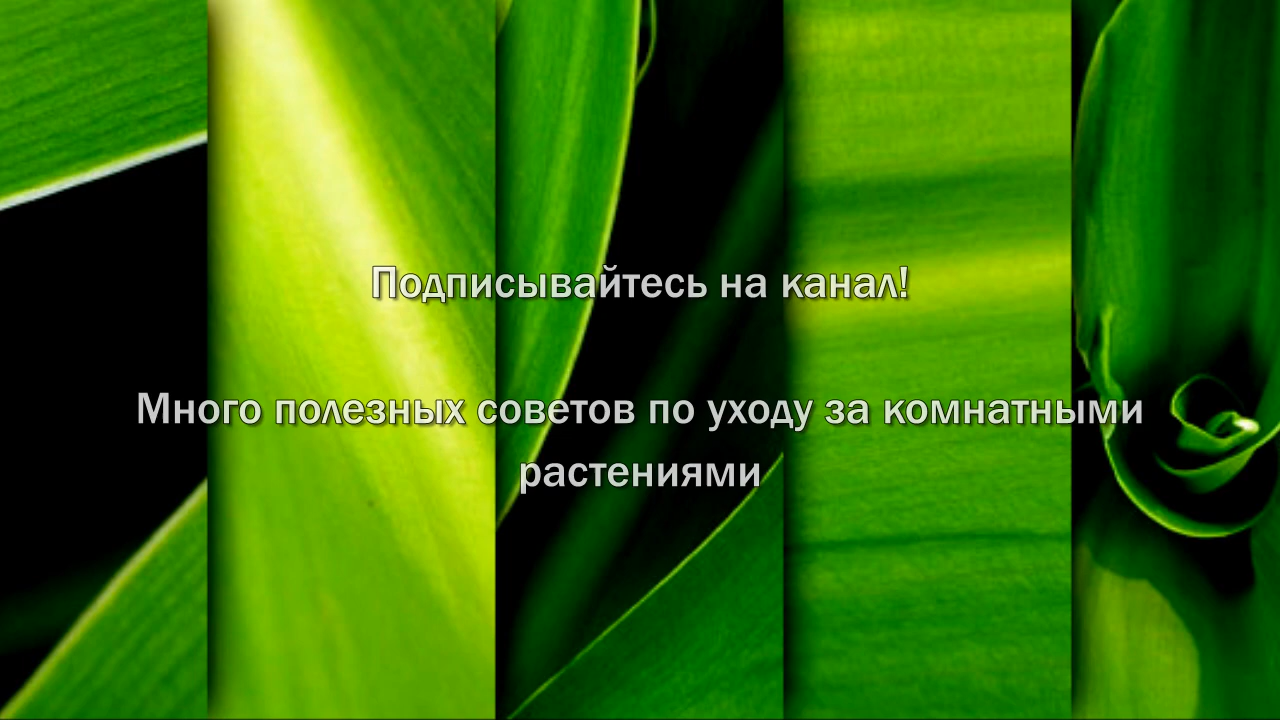 Подписывайтесь на канал!
Много полезных советов по уходу за комнатными
растениями